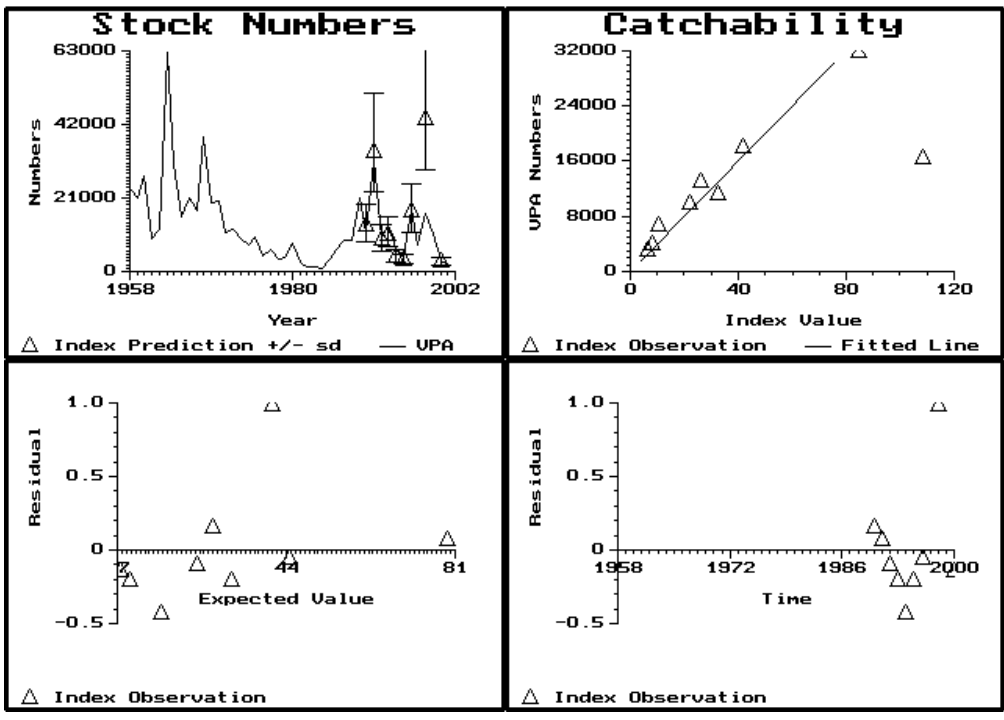 Stock Numbers
63000
42000
21000
0
Numbers
1958 1980 2002
Year
Index Prediction +/- sd VPA
Catchability
32000
24000
16000
8000
0
VPA Numbers
0 40 80 120
Index Value
Index Observation Fitted Line
1.0
0.5
0
-0.5
Residual
44 81
Expected Value
Index Observation
1.0
0.5
0
-0.5
Residual
1958 1972 1986 2000
Time
Index Observation